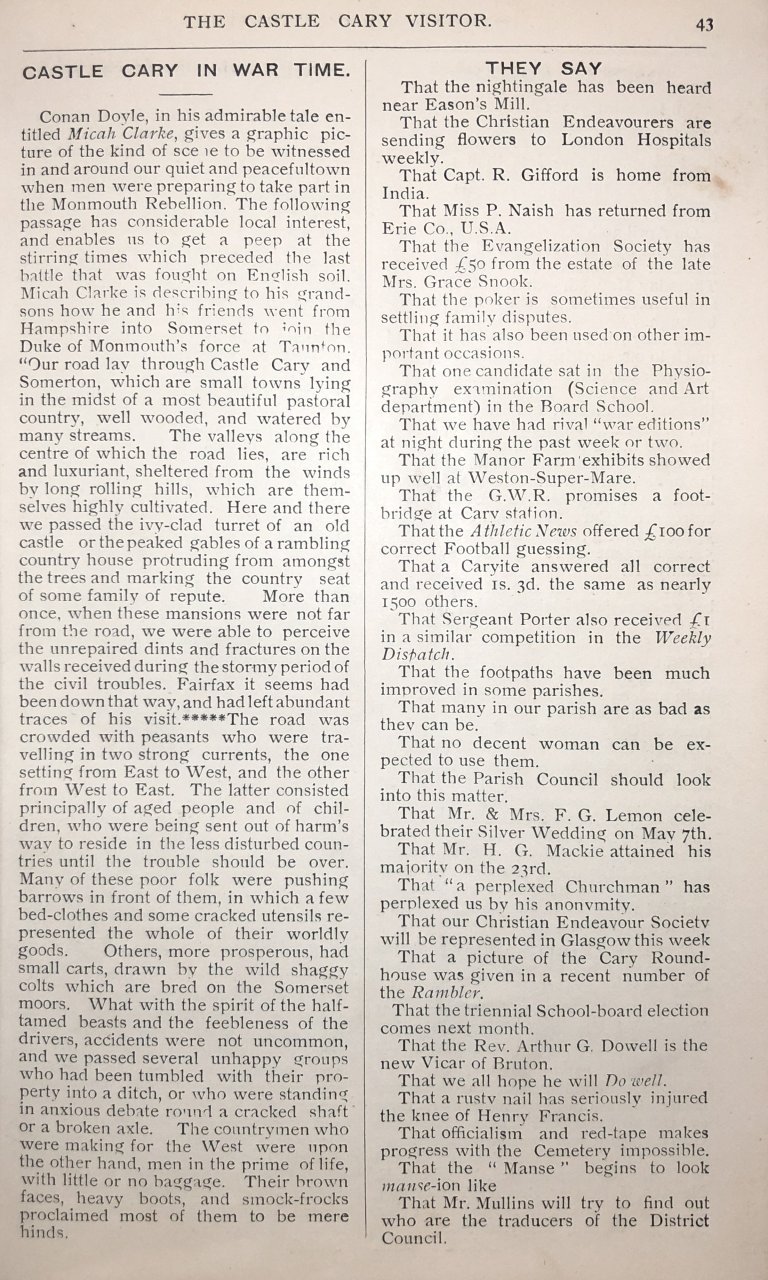 THE CASTLE CARY VISITOR.
43
CASTLE CARY IN WAR TIME.
Conan Doyle, in his admirable tale en-
titled Micah Clarke, gives a graphic pic-
ture of the kind of sce e to be witnessed
in and around our quiet and peacefultown
when men were preparing to take part in
the Monmouth Rebellion. The following
passage has considerable local interest,
and enables us to get a peep at the
stirring times which preceded the last
battle that was fought on English soil.
Micah Clarke is describing to his grand-
sons how he and his friends went from
Hampshire into Somerset to join the
Duke of Monmouth's force at Taunton.
“Our road lay through Castle Cary and
Somerton, which are small towns lying
in the midst of a most beautiful pastoral
country, well wooded, and watered by
many streams. The valleys along the
centre of which the road lies, are rich
and luxuriant, sheltered from the winds
by long rolling hills, which are them-
selves highly cultivated. Here and there
we passed the ivy-clad turret of an old
castle or the peaked gables of a rambling
country house protruding from amongst
the trees and marking the country seat
of some family of repute. More than
once, when these mansions were not far
from the road, we were able to perceive
the unrepaired dints and fractures on the
walls received during the stormy period of
the civil troubles. Fairfax it seems had
been down that way, and had left abundant
traces of his visit.*****The road was
crowded with peasants who were tra-
velling in two strong currents, the one
setting from East to West, and the other
from West to East. The latter consisted
principally of aged people and of chil-
dren, who were being sent out of harm's
way to reside in the less disturbed coun-
tries until the trouble should be over.
Many of these poor folk were pushing
barrows in front of them, in which a few
bed-clothes and some cracked utensils re-
presented the whole of their worldly
goods. Others, more prosperous, had
small carts, drawn by the wild shaggy
colts which are bred on the Somerset
moors. What with the spirit of the half-
tamed beasts and the feebleness of the
drivers, accidents were not uncommon,
and we passed several unhappy groups
who had been tumbled with their pro-
perty into a ditch, or who were standing
in anxious debate round a cracked shaft
or a broken axle. The countrymen who
were making for the West were upon
the other hand, men in the prime of life,
with little or no baggage. Their brown
faces, heavy boots, and smock-frocks
proclaimed most of them to be mere
hinds.
THEY SAY
That the nightingale has been heard
near Eason's Mill.
That the Christian Endeavourers are
sending flowers to London Hospitals
weekly.
That Capt. R. Gifford is home from
India.
That Miss P. Naish has returned from
Erie Co., U.S.A.
That the Evangelization Society has
received £50 from the estate of the late
Mrs. Grace Snook.
That the poker is sometimes useful in
settling family disputes.
That it has also been used on other im-
portant occasions.
That one candidate sat in the Physio-
graphy examination (Science and Art
department) in the Board School.
That we have had rival “war editions”
at night during the past week or two.
That the Manor Farm exhibits showed
up well at Weston-Super-Mare.
That the G.W.R. promises a foot-
bridge at Cary station.
That the Athletic News offered £100 for
correct Football guessing.
That a Caryite answered all correct
and received 1s. 3d. the same as nearly
1500 others.
That Sergeant Porter also received £1
in a similar competition in the Weekly
Dispatch.
That the footpaths have been much
improved in some parishes.
That many in our parish are as bad as
they can be.
That no decent woman can be ex-
pected to use them.
That the Parish Council should look
into this matter.
That Mr. & Mrs. F. G. Lemon cele-
brated their Silver Wedding on May 7th.
That Mr. H. G. Mackie attained his
majority on the 23rd.
That “a perplexed Churchman” has
perplexed us by his anonymity.
That our Christian Endeavour Society
will be represented in Glasgow this week
That a picture of the Cary Round-
house was given in a recent number of
the Rambler.
That the triennial School-board election
comes next month.
That the Rev. Arthur G. Dowell is the
new Vicar of Bruton.
That we all hope he will Do well.
That a rusty nail has seriously injured
the knee of Henry Francis.
That officialism and red-tape makes
progress with the Cemetery impossible.
That the “Manse” begins to look
manse-ion like
That Mr. Mullins will try to find out
who are the traducers of the District
Council.